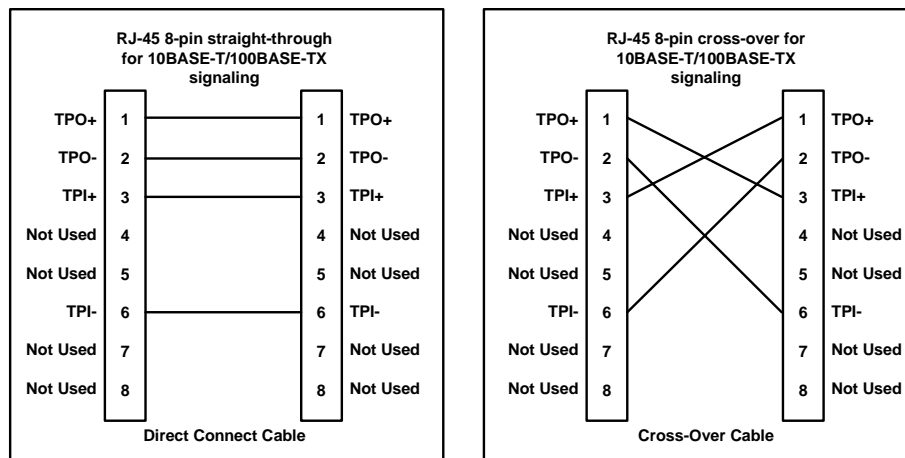 RJ-45 8-pin straight-through
for 10BASE-T/100BASE-TX
signaling
TPO+ 1 1 TPO+
TPO- 2 2 TPO-
TPI+ 3 3 TPI+
Not Used 4 4 Not Used
Not Used 5 5 Not Used
TPI- 6 6 TPI-
Not Used 7 7 Not Used
Not Used 8 8 Not Used
Direct Connect Cable
RJ-45 8-pin cross-over for
10BASE-T/100BASE-TX
signaling
TPO+ 1 1 TPO+
TPO- 2 2 TPO-
TPI+ 3 3 TPI+
Not Used 4 4 Not Used
Not Used 5 5 Not Used
TPI- 6 6 TPI-
Not Used 7 7 Not Used
Not Used 8 8 Not Used
Cross-Over Cable